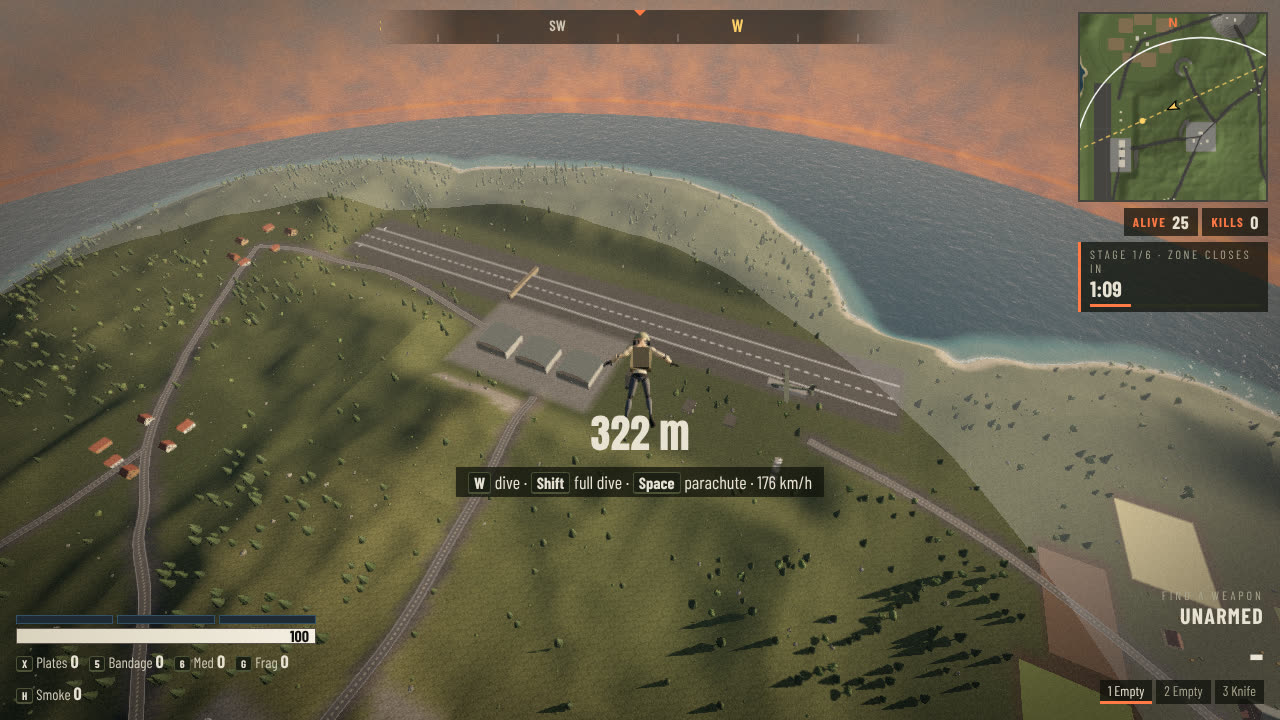 SW
W
N
ALIVE 25
KILLS 0
STAGE 1/6 · ZONE CLOSES
IN
1:09
322 m
W dive · Shift full dive · Space parachute · 176 km/h
FIND A WEAPON
UNARMED
100
X Plates 0 5 Bandage 0 6 Med 0 G Frag 0
H Smoke 0
1 Empty 2 Empty 3 Knife